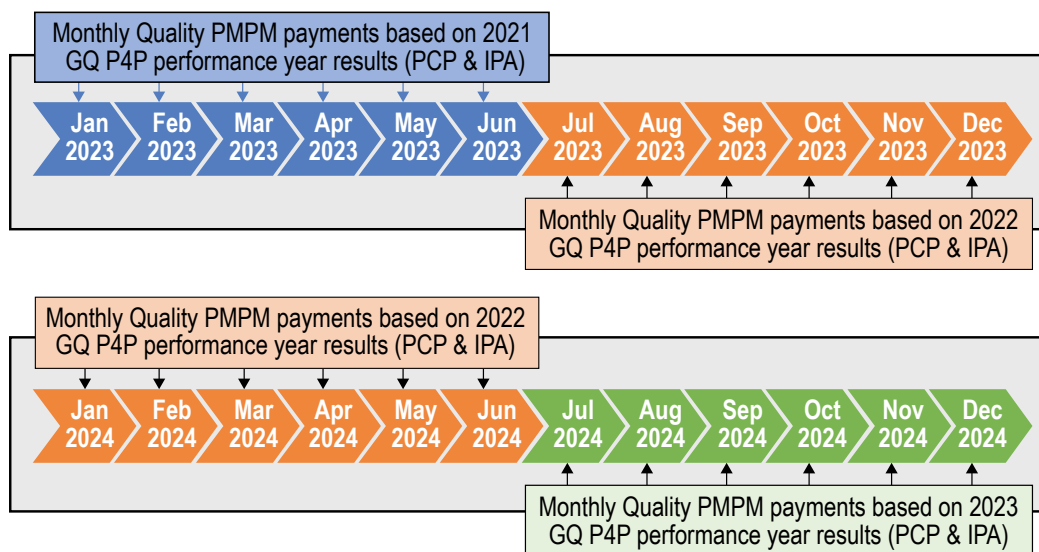 Monthly Quality PMPM payments based on 2021
GQ P4P performance year results (PCP & IPA)
Jan Feb Mar Apr May Jun Jul Aug Sep Oct Nov Dec
2023 2023 2023 2023 2023 2023 2023 2023 2023 2023 2023 2023
Monthly Quality PMPM payments based on 2022
GQ P4P performance year results (PCP & IPA)
Monthly Quality PMPM payments based on 2022
GQ P4P performance year results (PCP & IPA)
Jan Feb Mar Apr May Jun Jul Aug Sep Oct Nov Dec
2024 2024 2024 2024 2024 2024 2024 2024 2024 2024 2024 2024
Monthly Quality PMPM payments based on 2023
GQ P4P performance year results (PCP & IPA)